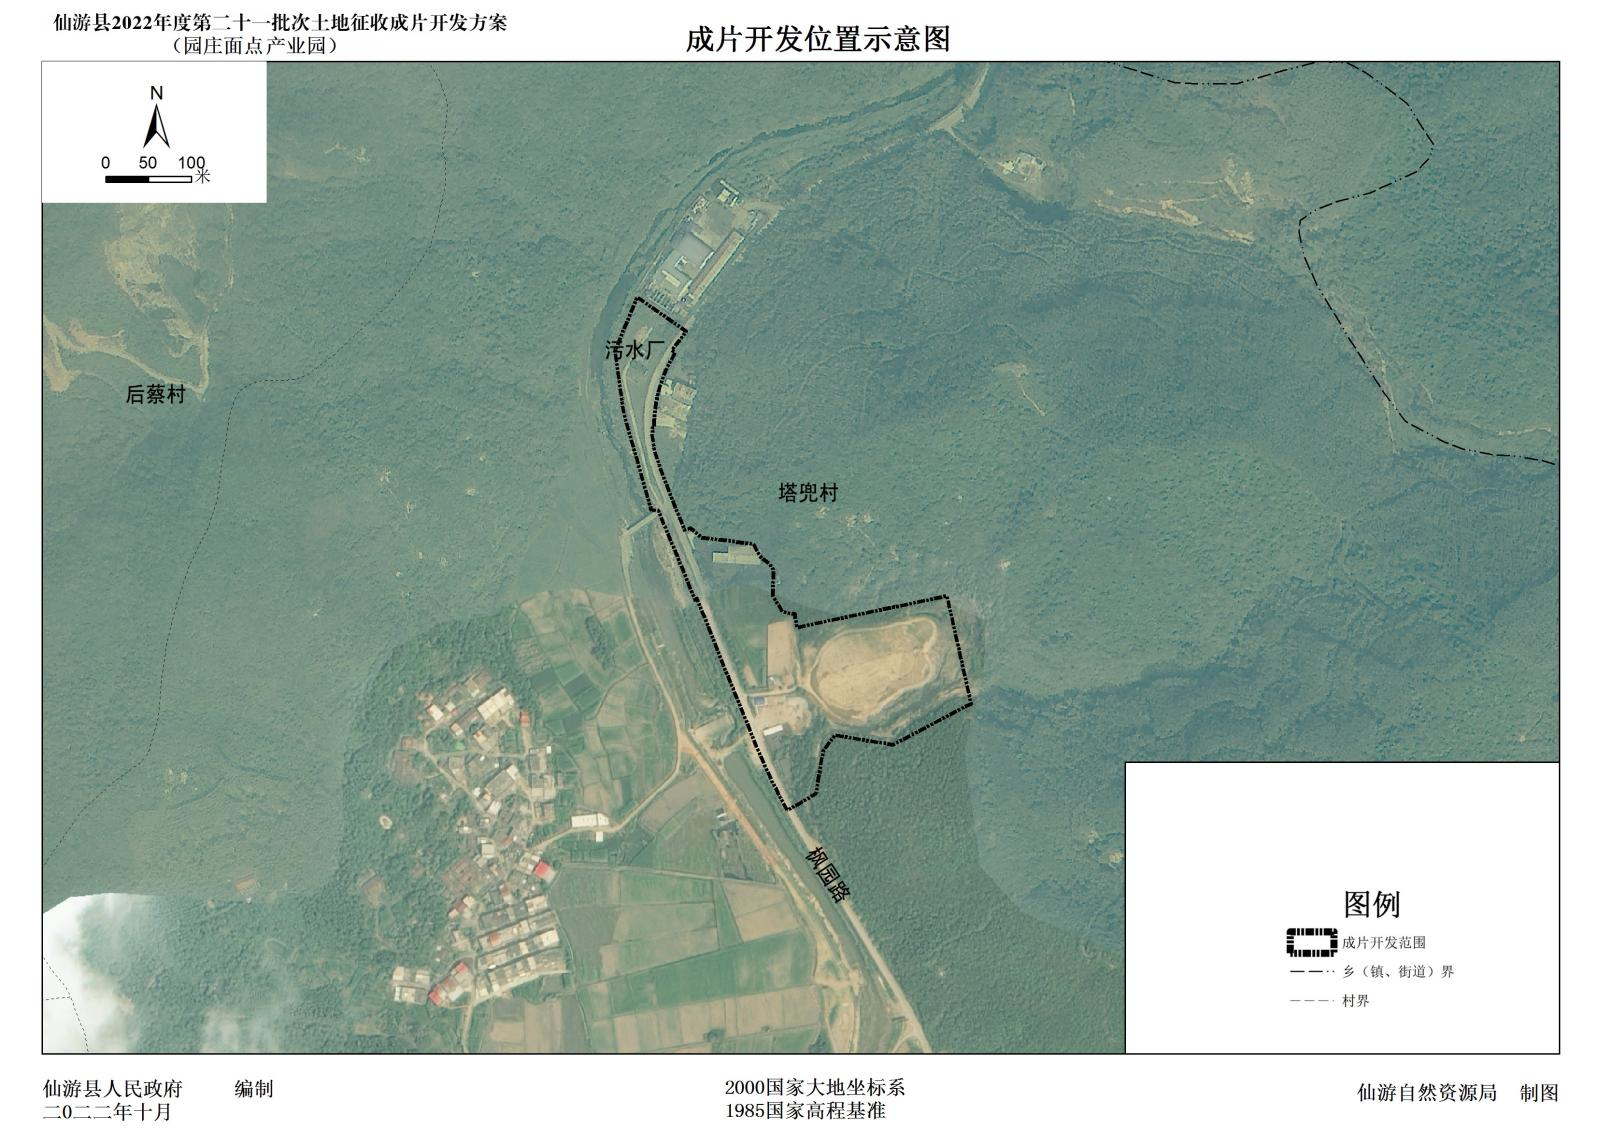 仙游县2022年度第二十一批次土地征收成片开发方案
（园庄面点产业园）
成片开发位置示意图
N
0 50 100
米
污水厂
后蔡村
塔兜村
枫园路
图例
成片开发范围
乡（镇、街道）界
村界
仙游县人民政府 编制
二0二二年十月
2000国家大地坐标系
1985国家高程基准
仙游自然资源局 制图